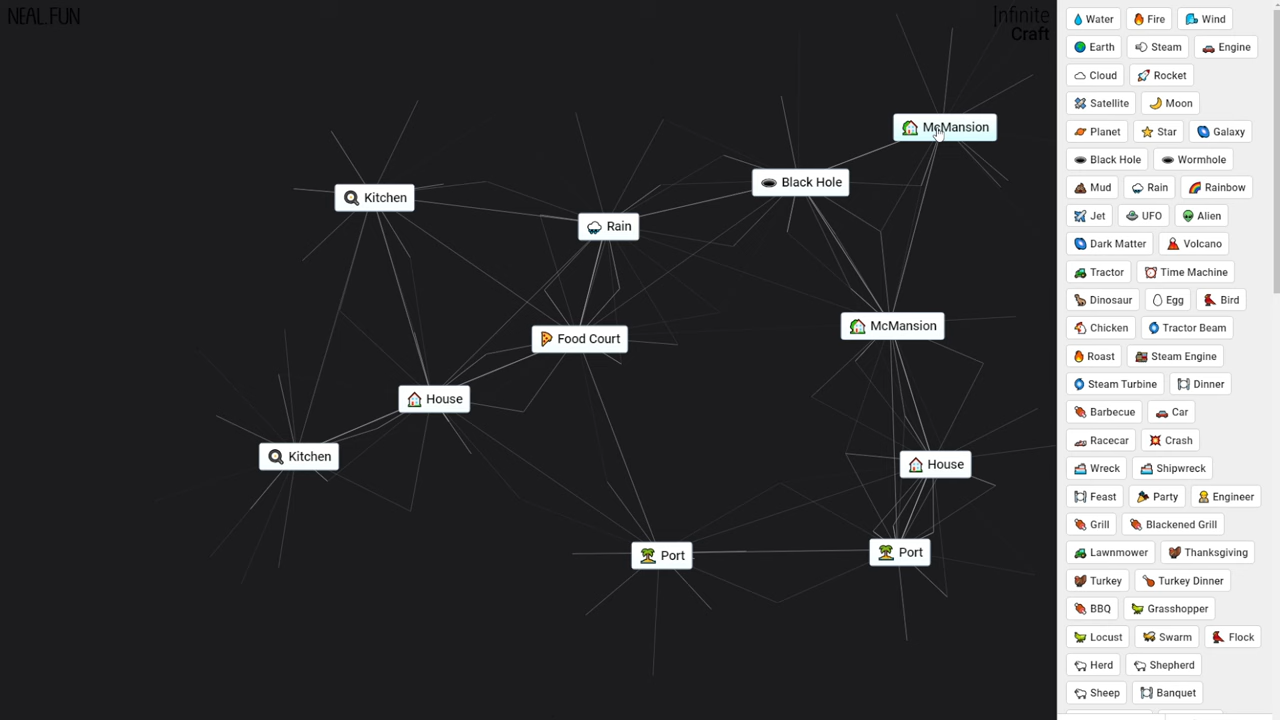 NEAL.FUN
Infinite
Craft
McMansion
Black Hole
Kitchen
Rain
McMansion
Food Court
House
Kitchen
House
Port
Port
Water
Fire
Wind
Earth
Steam
Engine
Cloud
Rocket
Satellite
Moon
Planet
Star
Galaxy
Black Hole
Wormhole
Mud
Rain
Rainbow
Jet
UFO
Alien
Dark Matter
Volcano
Tractor
Time Machine
Dinosaur
Egg
Bird
Chicken
Tractor Beam
Roast
Steam Engine
Steam Turbine
Dinner
Barbecue
Car
Racecar
Crash
Wreck
Shipwreck
Feast
Party
Engineer
Grill
Blackened Grill
Lawnmower
Thanksgiving
Turkey
Turkey Dinner
BBQ
Grasshopper
Locust
Swarm
Flock
Herd
Shepherd
Sheep
Banquet